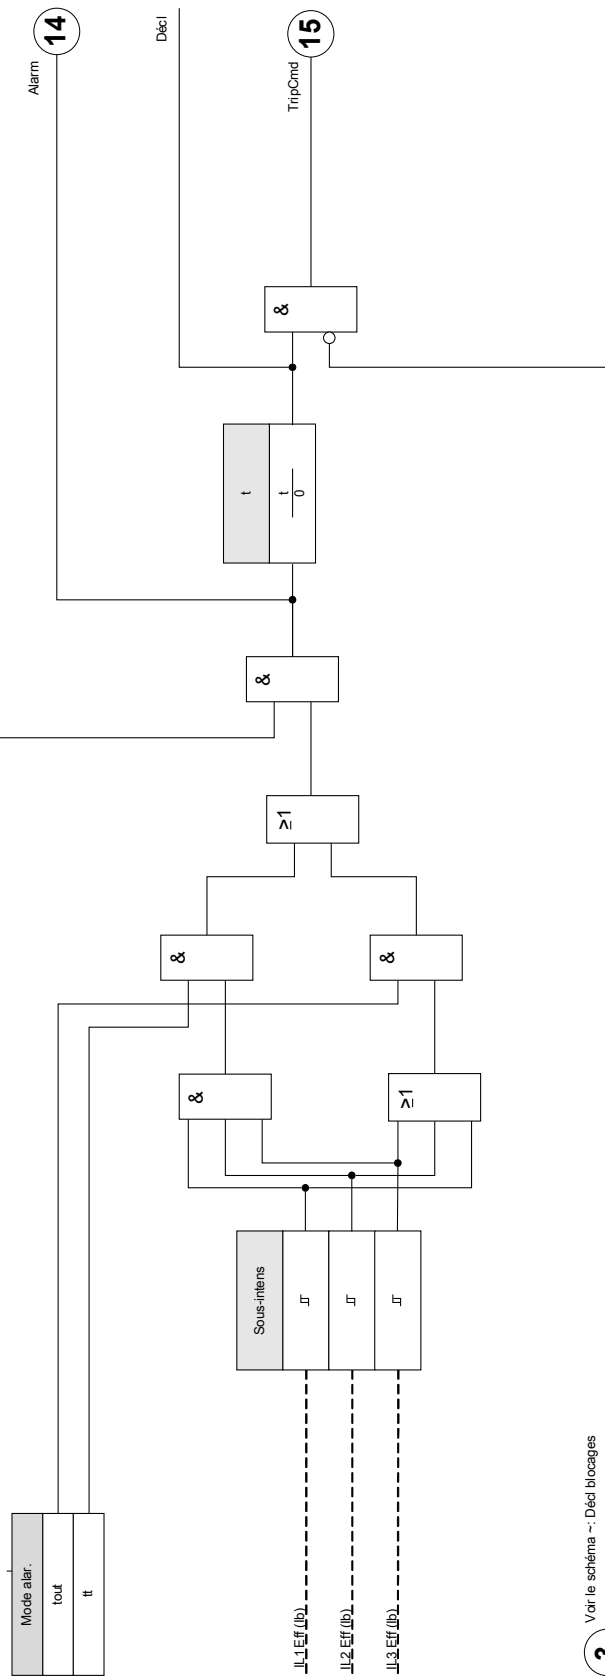 Mode alar.
tout
tt
IL1 Eff (Ib)
IL2 Eff (Ib)
IL3 Eff (Ib)
Sous-intens
&
≥1
&
&
≥1
&
t
t
0
&
Alarm
14
Décl
TripCmd
15
Voir le schéma ~: Décl blocages